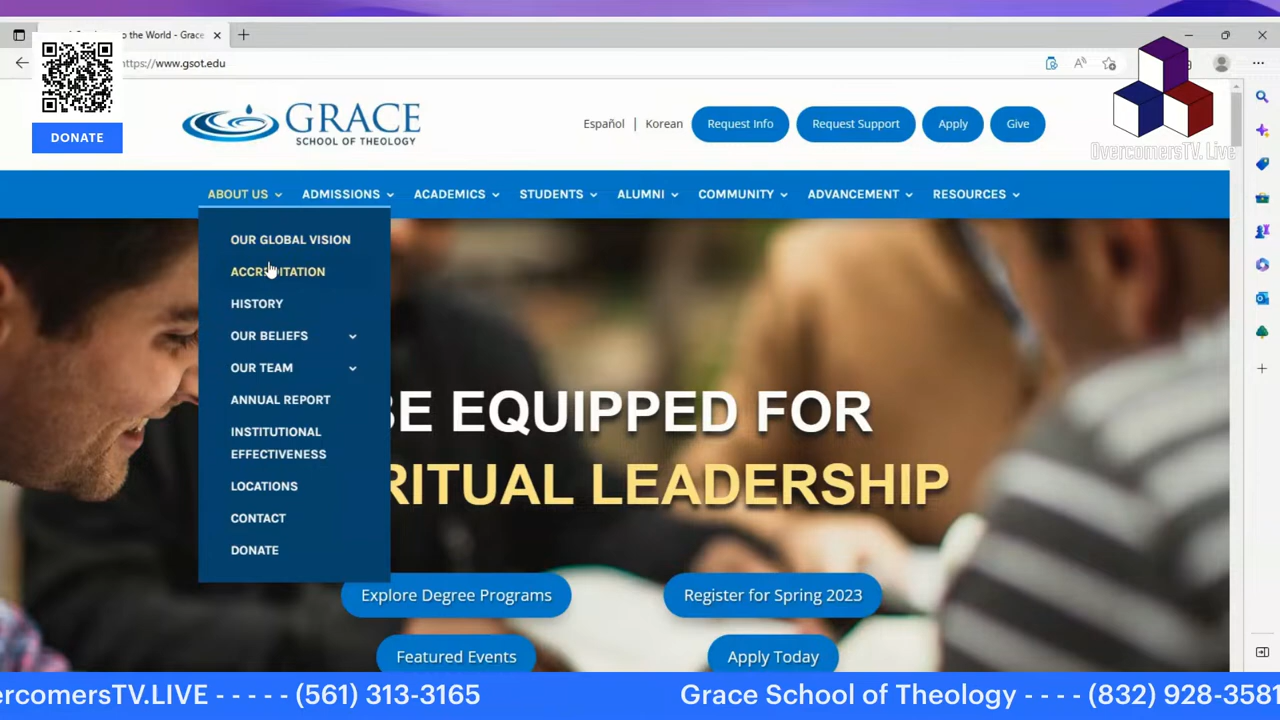 to the World - Grace
https://www.gsot.edu
DONATE
GRACE
SCHOOL OF THEOLOGY
Español | Korean
Request Info
Request Support
Apply
Give
OvercomersTV.Live
ABOUT US
ADMISSIONS
ACADEMICS
STUDENTS
ALUMNI
COMMUNITY
ADVANCEMENT
RESOURCES
OUR GLOBAL VISION
ACCREDITATION
HISTORY
OUR BELIEFS
OUR TEAM
ANNUAL REPORT
INSTITUTIONAL
EFFECTIVENESS
LOCATIONS
CONTACT
DONATE
BE EQUIPPED FOR
RITUAL LEADERSHIP
Explore Degree Programs
Register for Spring 2023
Featured Events
Apply Today
ercomersTV.LIVE - - - - - (561) 313-3165
Grace School of Theology - - - - (832) 928-3581